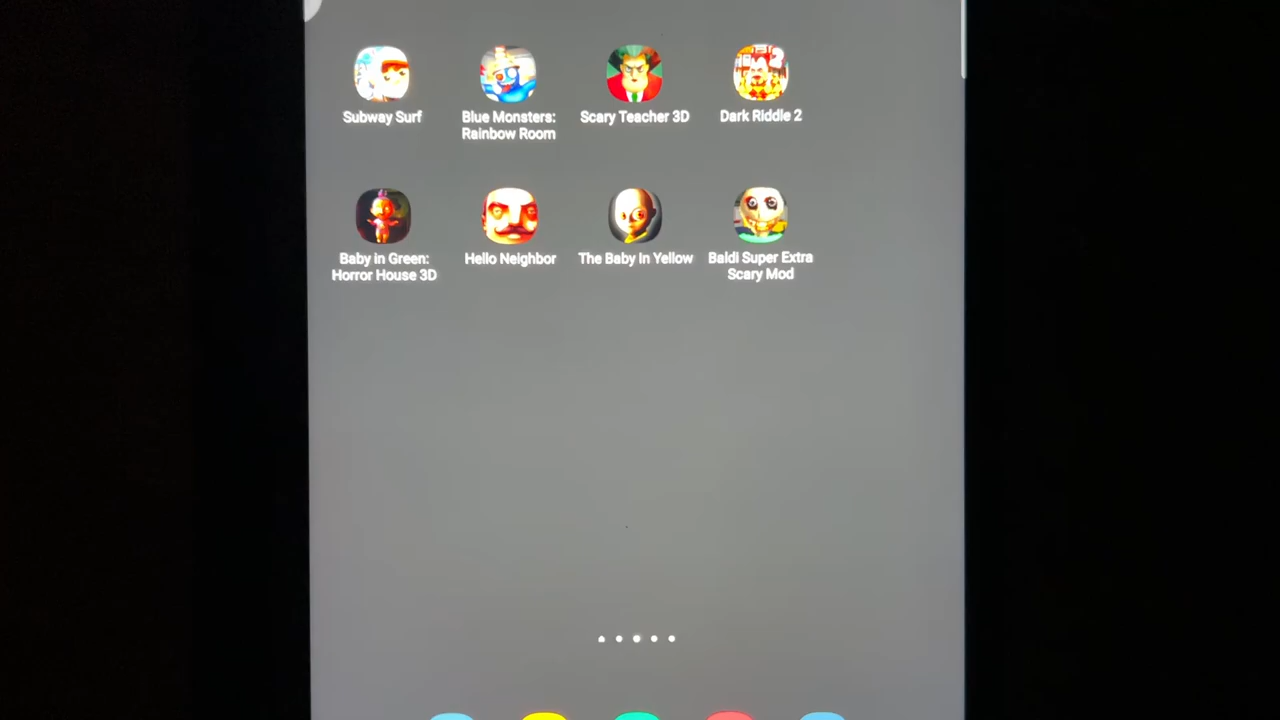 Subway Surf
Blue Monsters:
Rainbow Room
Scary Teacher 3D
2
Dark Riddle 2
Baby in Green:
Horror House 3D
Hello Neighbor
The Baby In Yellow
Baldi Super Extra
Scary Mod